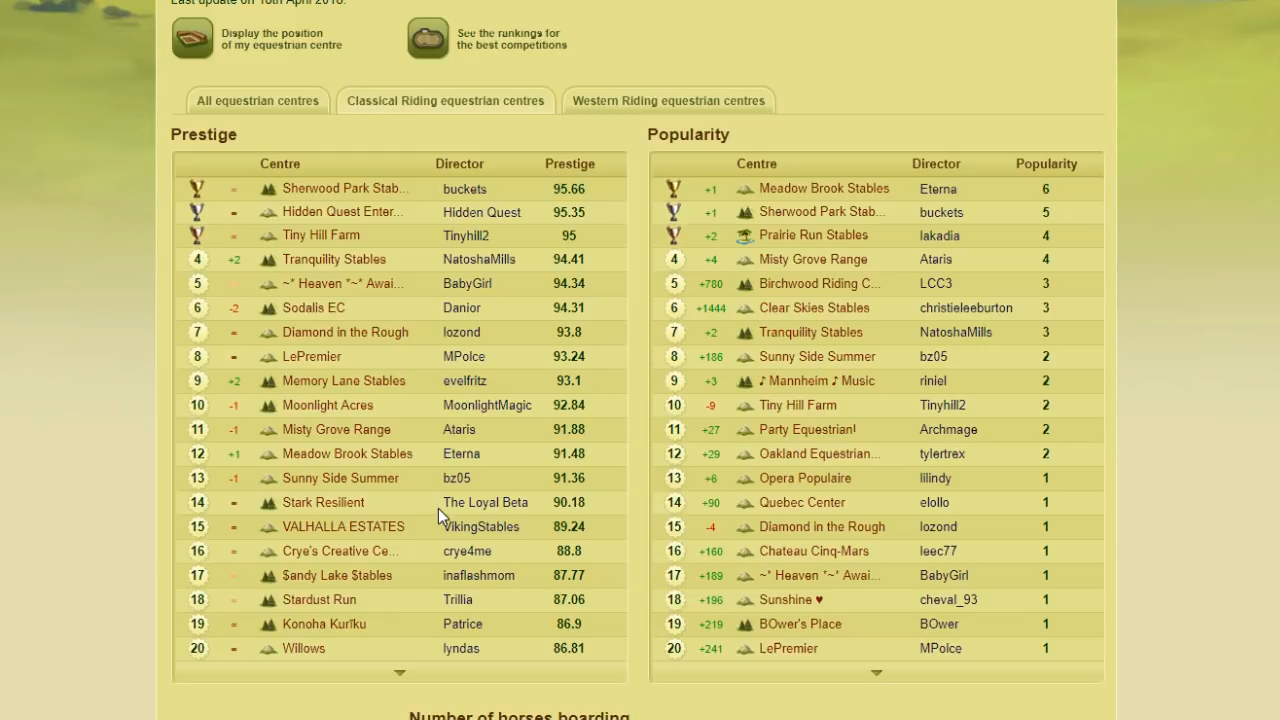 Last update on 18th April 2018.
Display the position
of my equestrian centre
See the rankings for
the best competitions
All equestrian centres
Classical Riding equestrian centres
Western Riding equestrian centres
Prestige
Centre Director Prestige
= Sherwood Park Stab... buckets 95.66
= Hidden Quest Enter... Hidden Quest 95.35
= Tiny Hill Farm Tinyhill2 95
4 +2 Tranquility Stables NatoshaMills 94.41
5 = ~* Heaven *~* Awai... BabyGirl 94.34
6 -2 Sodalis EC Danior 94.31
7 = Diamond in the Rough lozond 93.8
8 = LePremier MPolce 93.24
9 +2 Memory Lane Stables evelfritz 93.1
10 -1 Moonlight Acres MoonlightMagic 92.84
11 -1 Misty Grove Range Ataris 91.88
12 +1 Meadow Brook Stables Eterna 91.48
13 -1 Sunny Side Summer bz05 91.36
14 = Stark Resilient The Loyal Beta 90.18
15 = VALHALLA ESTATES VikingStables 89.24
16 = Crye's Creative Ce... crye4me 88.8
17 = $andy Lake $tables inaflashmom 87.77
18 = Stardust Run Trillia 87.06
19 = Konoha Kurīku Patrice 86.9
20 = Willows lyndas 86.81
Popularity
Centre Director Popularity
+1 Meadow Brook Stables Eterna 6
+1 Sherwood Park Stab... buckets 5
+2 Prairie Run Stables lakadia 4
4 +4 Misty Grove Range Ataris 4
5 +780 Birchwood Riding C... LCC3 3
6 +1444 Clear Skies Stables christieleeburton 3
7 +2 Tranquility Stables NatoshaMills 3
8 +186 Sunny Side Summer bz05 2
9 +3 ♪ Mannheim ♪ Music riniel 2
10 -9 Tiny Hill Farm Tinyhill2 2
11 +27 Party Equestrian! Archmage 2
12 +29 Oakland Equestrian... tylertrex 2
13 +6 Opera Populaire lilindy 1
14 +90 Quebec Center elollo 1
15 -4 Diamond in the Rough lozond 1
16 +160 Chateau Cinq-Mars leec77 1
17 +189 ~* Heaven *~* Awai... BabyGirl 1
18 +196 Sunshine ♥ cheval_93 1
19 +219 BOwer's Place BOwer 1
20 +241 LePremier MPolce 1
Number of horses boarding